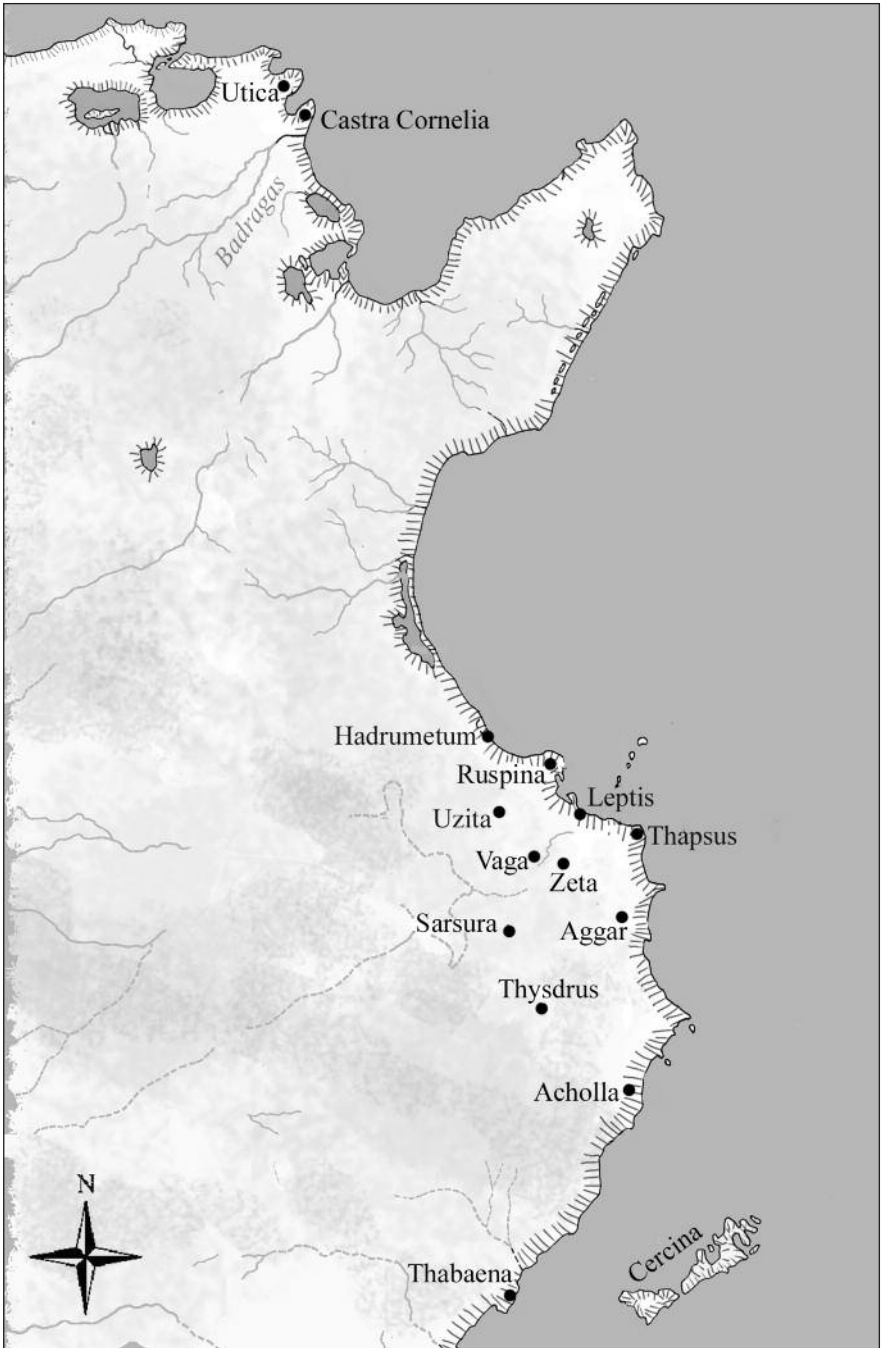 Utica
Castra Cornelia
Badragas
Hadrumetum
Ruspina
Leptis
Uzita
Thapsus
Vaga
Zeta
Sarsura
Aggar
Thysdrus
Acholla
N
Cercina
Thabaena